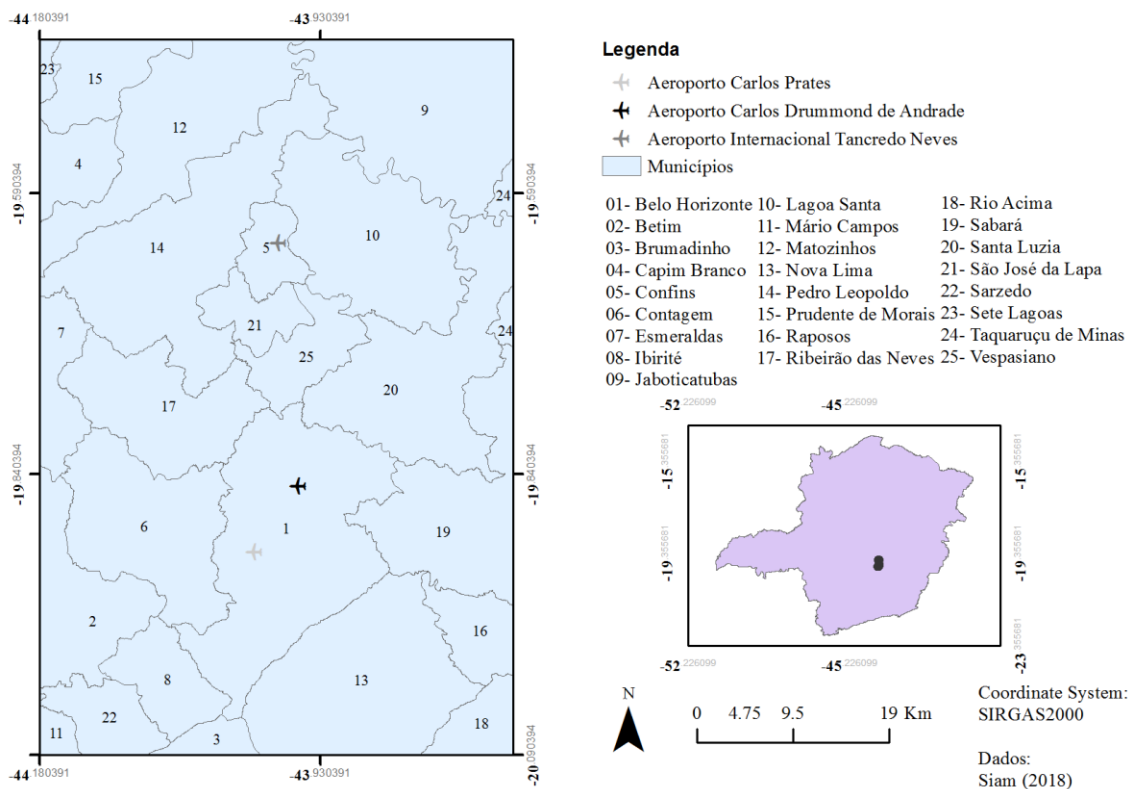 -44 180391 -43 930391
23 15
12
9
4
24
-19 590394 -19 590394
14
5
10
21
7
24
25
20
17
-19 840394 -19 840394
6
1
19
2
16
8
13
22
18
11
3
-44 180391 -43 930391 -20 090394
Legenda
Aeroporto Carlos Prates
Aeroporto Carlos Drummond de Andrade
Aeroporto Internacional Tancredo Neves
Municípios
01- Belo Horizonte 10- Lagoa Santa 18- Rio Acima
02- Betim 11- Mário Campos 19- Sabará
03- Brumadinho 12- Matozinhos 20- Santa Luzia
04- Capim Branco 13- Nova Lima 21- São José da Lapa
05- Confins 14- Pedro Leopoldo 22- Sarzedo
06- Contagem 15- Prudente de Morais 23- Sete Lagoas
07- Esmeraldas 16- Raposos 24- Taquaruçu de Minas
08- Ibirité 17- Ribeirão das Neves 25- Vespasiano
09- Jaboticatubas
-52 226099 -45 226099
-15 355681 -15 355681
-19 355681 -19 355681
-23 355681
-52 226099 -45 226099
N
0 4.75 9.5 19 Km
Coordinate System:
SIRGAS2000
Dados:
Siam (2018)